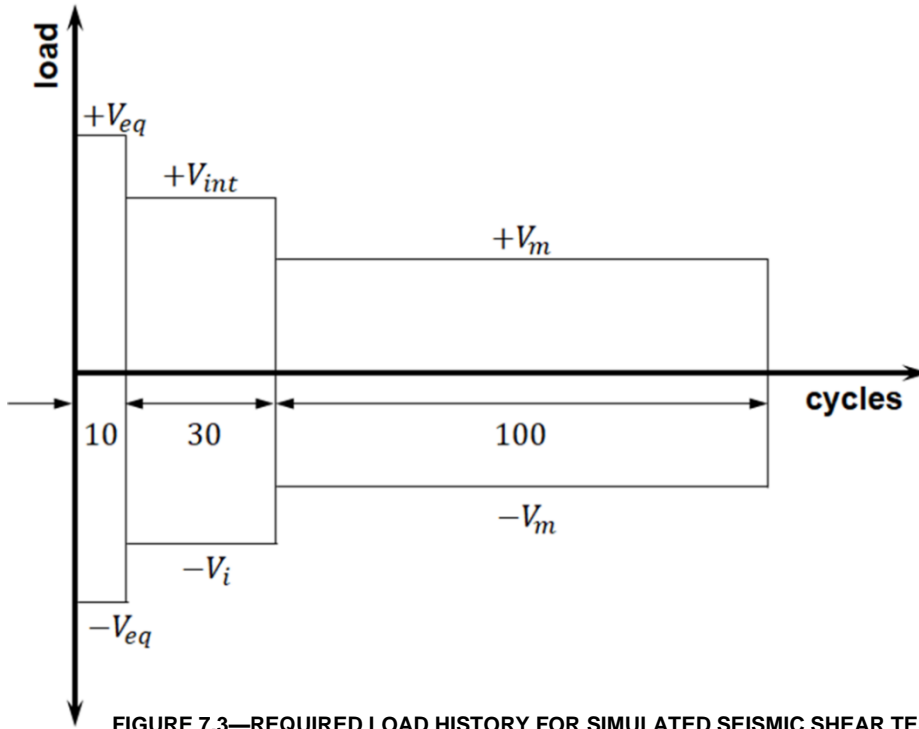 load
+V_eq
+V_int
+V_m
cycles
10
30
100
−V_i
−V_m
−V_eq
FIGURE 7.3—REQUIRED LOAD HISTORY FOR SIMULATED SEISMIC SHEAR TE